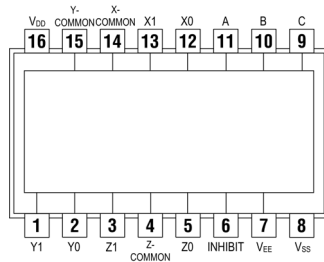 Y- X-
VDD COMMON COMMON X1 X0 A B C
16 15 14 13 12 11 10 9
1 2 3 4 5 6 7 8
Y1 Y0 Z1 Z- Z0 INHIBIT VEE VSS
COMMON